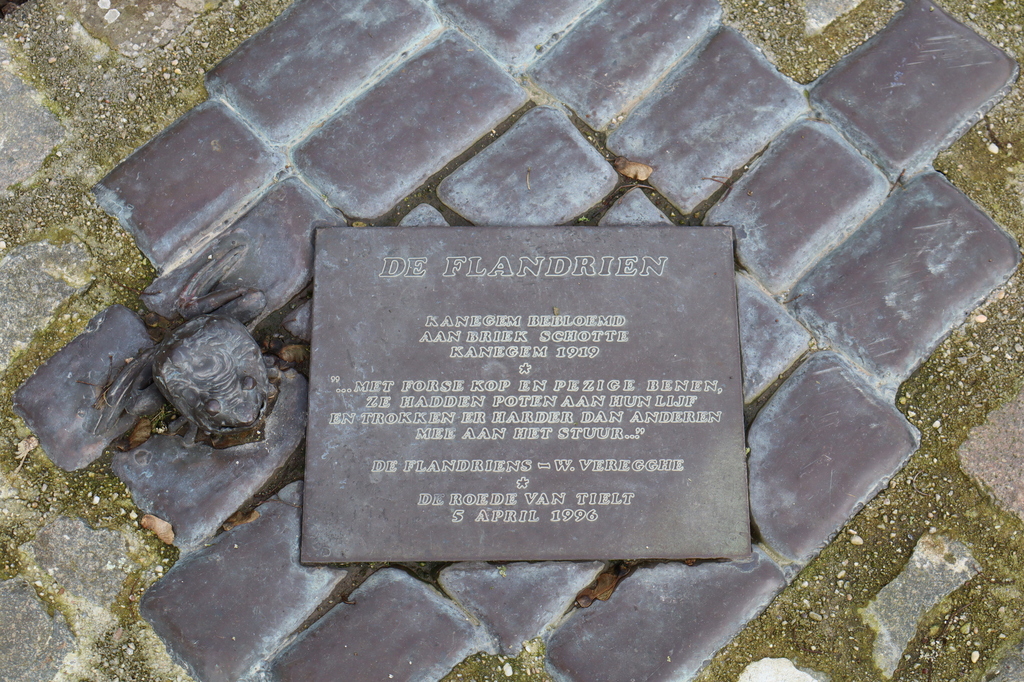 DE FLANDRIEN
KANEGEM BEBLOEMD
AAN BRIEK SCHOTTE
KANEGEM 1919
*
"...MET FORSE KOP EN PEZIGE BENEN,
ZE HADDEN POTEN AAN HUN LIJF
EN TROKKEN ER HARDER DAN ANDEREN
MEE AAN HET STUUR..."
DE FLANDRIENS - W. VEREGGHE
*
DE ROEDE VAN TIELT
5 APRIL 1996